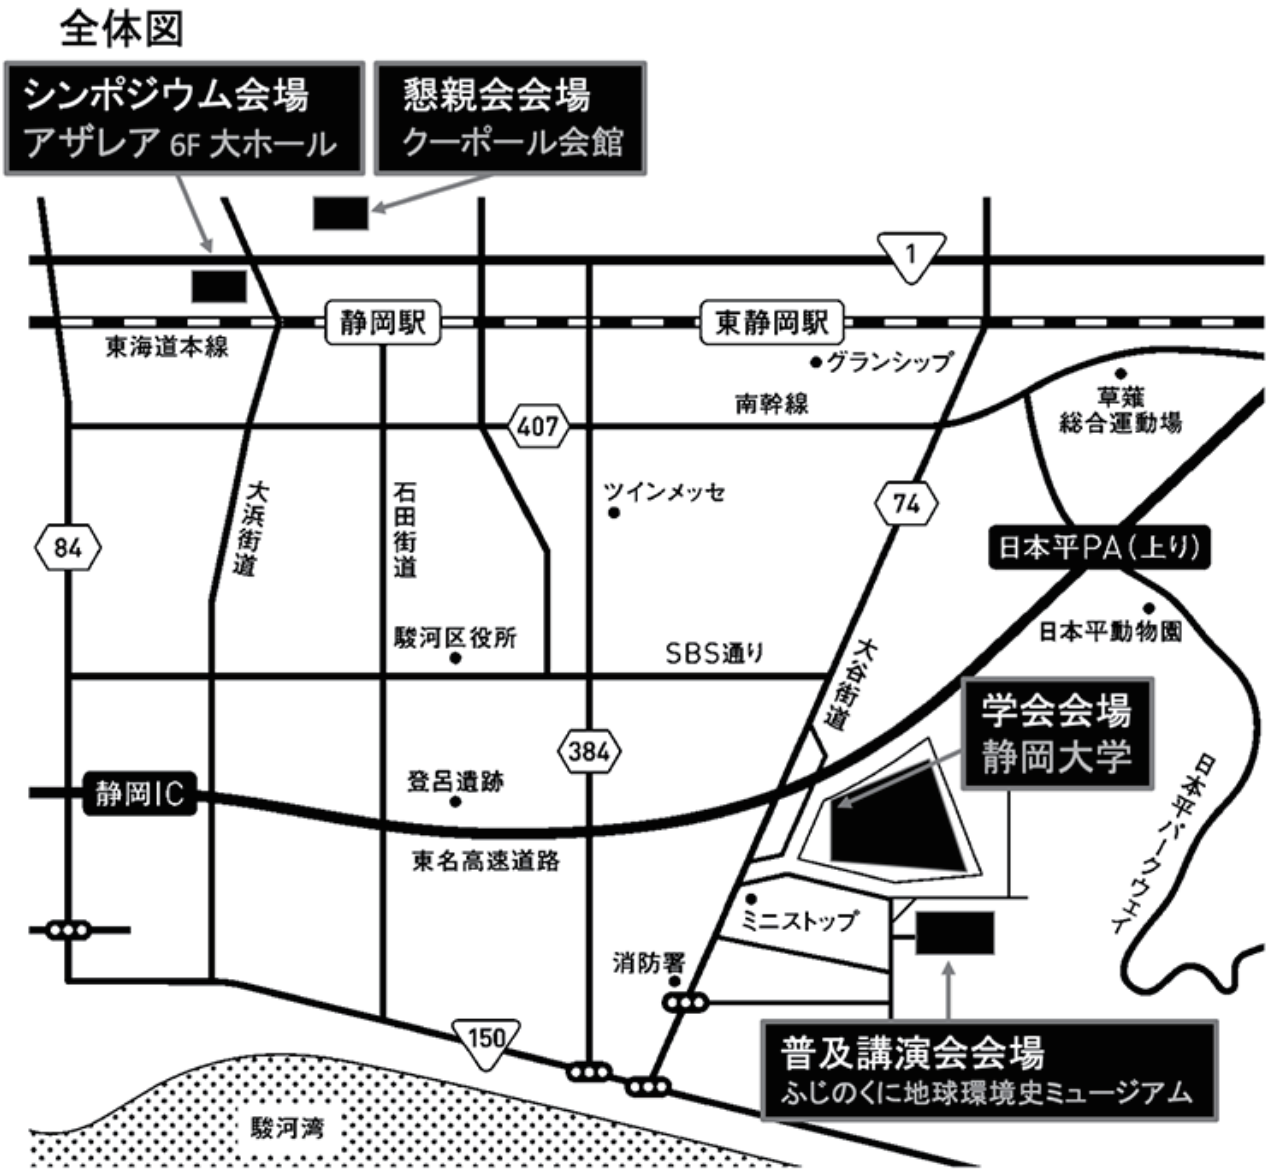 全体図
シンポジウム会場
アザレア 6F 大ホール
懇親会会場
クーポール会館
1
静岡駅
東静岡駅
東海道本線
グランシップ
草薙
総合運動場
南幹線
407
ツインメッセ
74
大浜街道
石田街道
84
日本平PA(上り)
日本平動物園
駿河区役所
SBS通り
大谷街道
学会会場
静岡大学
384
静岡IC
登呂遺跡
東名高速道路
日本平パークウェイ
ミニストップ
消防署
150
普及講演会会場
ふじのくに地球環境史ミュージアム
駿河湾